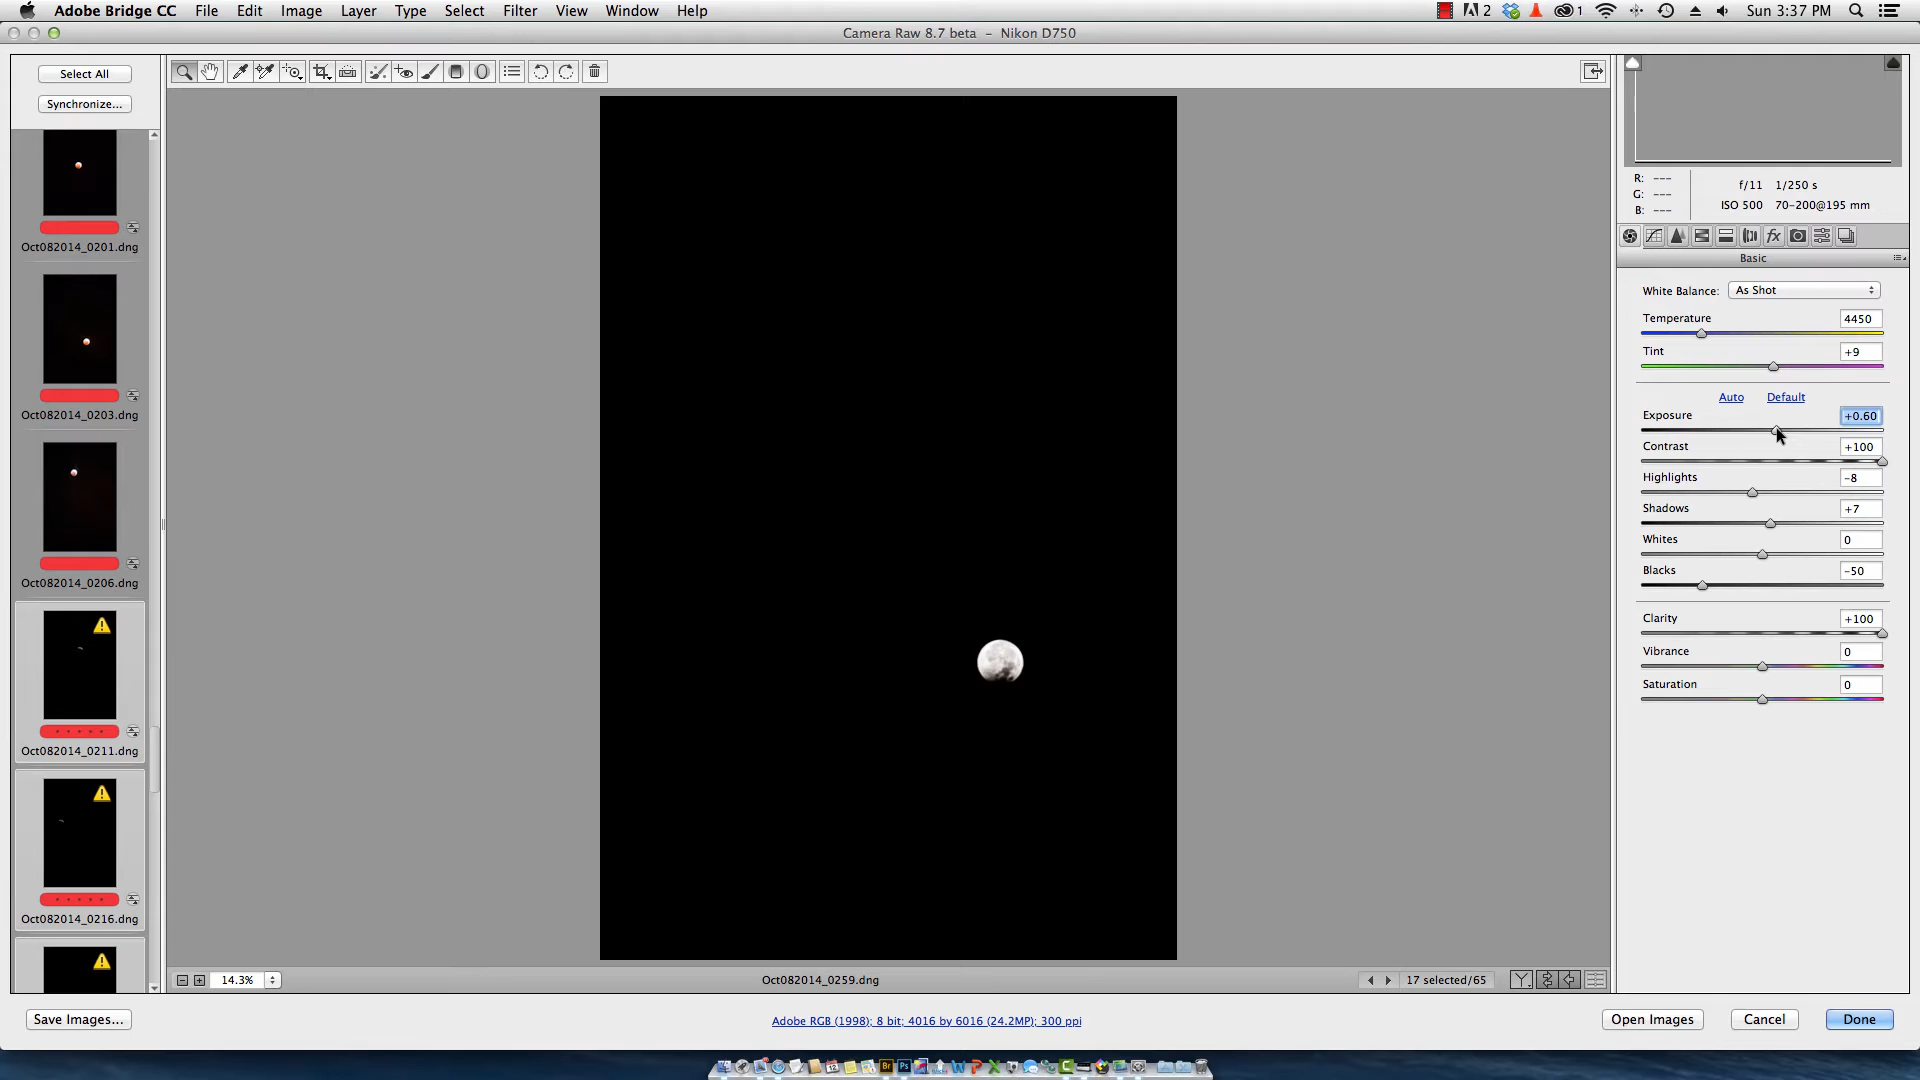 Adobe Bridge CC File Edit Image Layer Type Select Filter View Window Help
2 1 Sun 3:37 PM
Camera Raw 8.7 beta – Nikon D750
Select All
Synchronize...
Oct082014_0201.dng
Oct082014_0203.dng
Oct082014_0206.dng
Oct082014_0211.dng
Oct082014_0216.dng
14.3%
Oct082014_0259.dng
17 selected/65
Save Images...
Adobe RGB (1998); 8 bit; 4016 by 6016 (24.2MP); 300 ppi
Open Images
Cancel
Done
R: ---
G: ---
B: ---
f/11 1/250 s
ISO 500 70-200@195 mm
fx
Basic
White Balance: As Shot
Temperature 4450
Tint +9
Auto Default
Exposure +0.60
Contrast +100
Highlights -8
Shadows +7
Whites 0
Blacks -50
Clarity +100
Vibrance 0
Saturation 0
Br Ps W P X